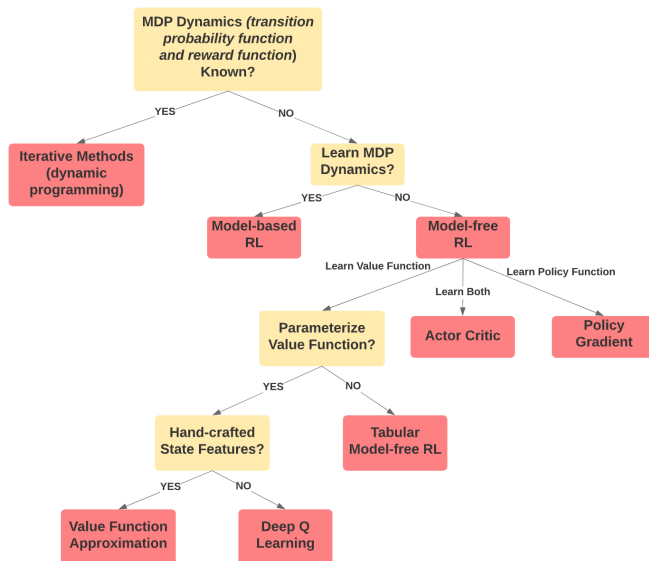 MDP Dynamics (transition
probability function
and reward function)
Known?
YES
NO
Iterative Methods
(dynamic
programming)
Learn MDP
Dynamics?
YES
NO
Model-based
RL
Model-free
RL
Learn Value Function
Learn Both
Learn Policy Function
Parameterize
Value Function?
Actor Critic
Policy
Gradient
YES
NO
Hand-crafted
State Features?
Tabular
Model-free RL
YES
NO
Value Function
Approximation
Deep Q
Learning